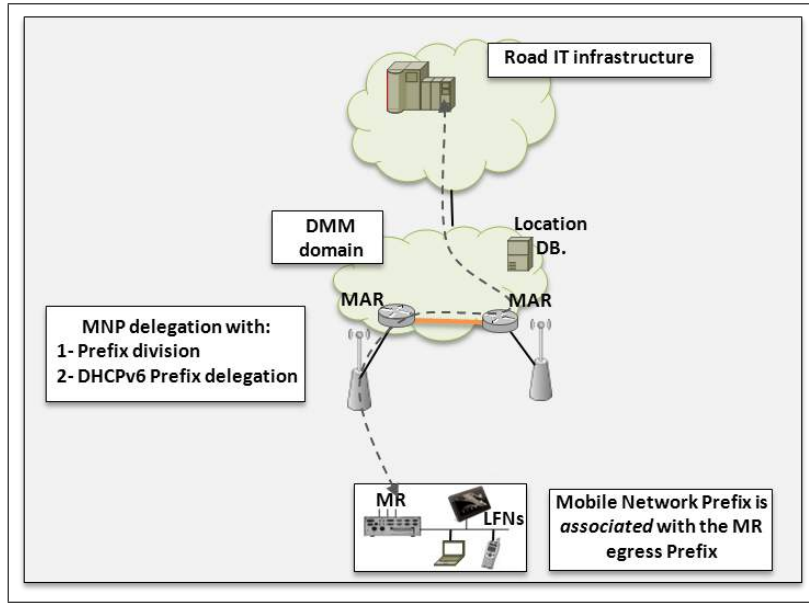 Road IT infrastructure
DMM
domain
Location
DB.
MAR
MAR
MNP delegation with:
1- Prefix division
2- DHCPv6 Prefix delegation
MR
LFNs
Mobile Network Prefix is
associated with the MR
egress Prefix